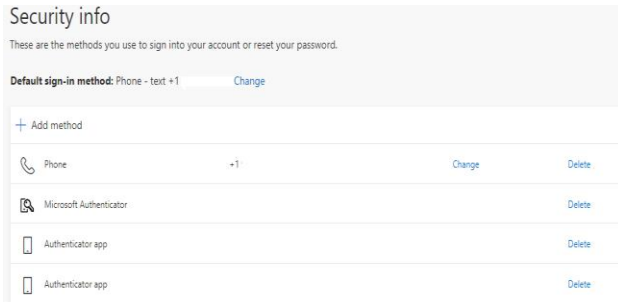 Security info
These are the methods you use to sign into your account or reset your password.
Default sign-in method: Phone - text +1 Change
+ Add method
Phone +1 Change Delete
Microsoft Authenticator Delete
Authenticator app Delete
Authenticator app Delete